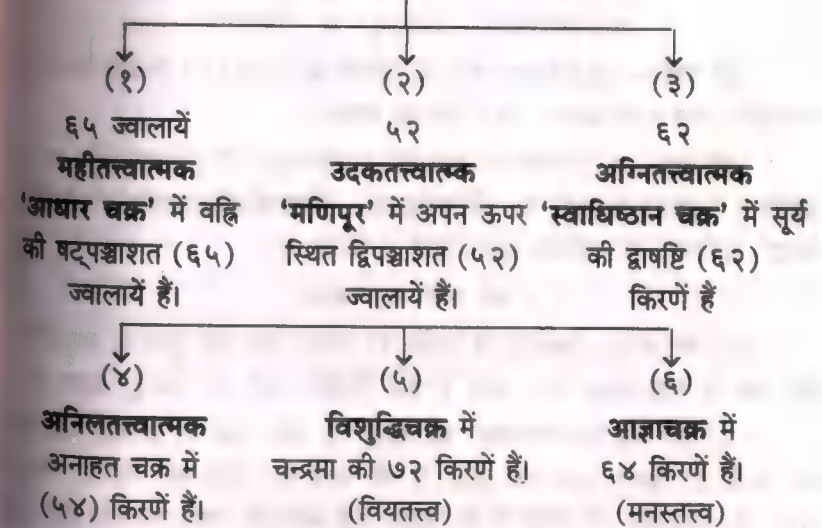 (१)
६५ ज्वालायें
महीतत्त्वात्मक
'आधार चक्र' में वह्नि
की षट्पञ्चाशत (६५)
ज्वालायें हैं।
(२)
५२
उदकतत्त्वात्म्क
'मणिपूर' में अपन ऊपर
स्थित द्विपञ्चाशत (५२)
ज्वालायें हैं।
(३)
६२
अग्नितत्त्वात्मक
'स्वाधिष्ठान चक्र' में सूर्य
की द्वाषष्टि (६२)
किरणें हैं
(४)
अनिलतत्त्वात्मक
अनाहत चक्र में
(५४) किरणें हैं।
(५)
विशुद्धिचक्र में
चन्द्रमा की ७२ किरणें हैं।
(वियतत्त्व)
(६)
आज्ञाचक्र में
६४ किरणें हैं।
(मनस्तत्त्व)